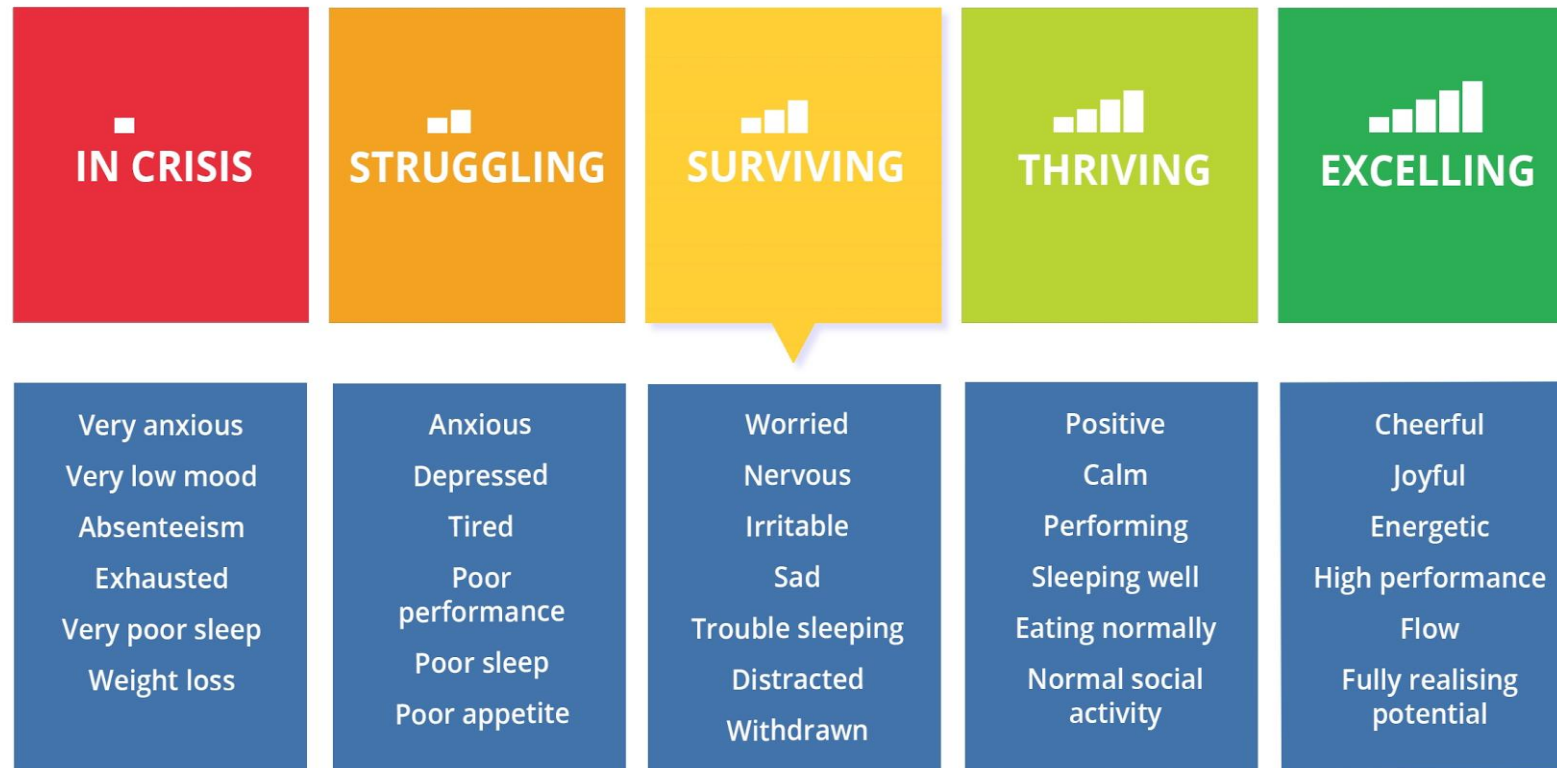 IN CRISIS
STRUGGLING
SURVIVING
THRIVING
EXCELLING
Very anxious
Very low mood
Absenteeism
Exhausted
Very poor sleep
Weight loss
Anxious
Depressed
Tired
Poor
performance
Poor sleep
Poor appetite
Worried
Nervous
Irritable
Sad
Trouble sleeping
Distracted
Withdrawn
Positive
Calm
Performing
Sleeping well
Eating normally
Normal social
activity
Cheerful
Joyful
Energetic
High performance
Flow
Fully realising
potential